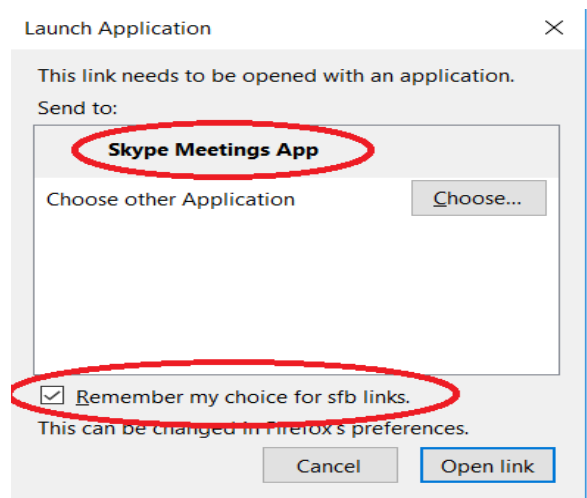 Launch Application
This link needs to be opened with an application.
Send to:
Skype Meetings App
Choose other Application
Choose...
Remember my choice for sfb links.
This can be changed in Firefox's preferences.
Cancel
Open link